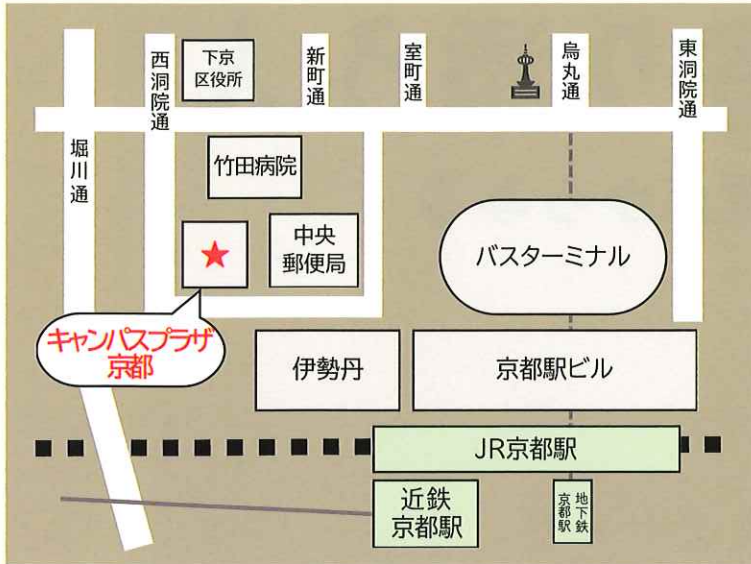 堀川通
西洞院通
下京
区役所
新町通
室町通
烏丸通
東洞院通
竹田病院
中央
郵便局
バスターミナル
キャンパスプラザ
京都
伊勢丹
京都駅ビル
JR京都駅
近鉄
京都駅
地下鉄
京都駅